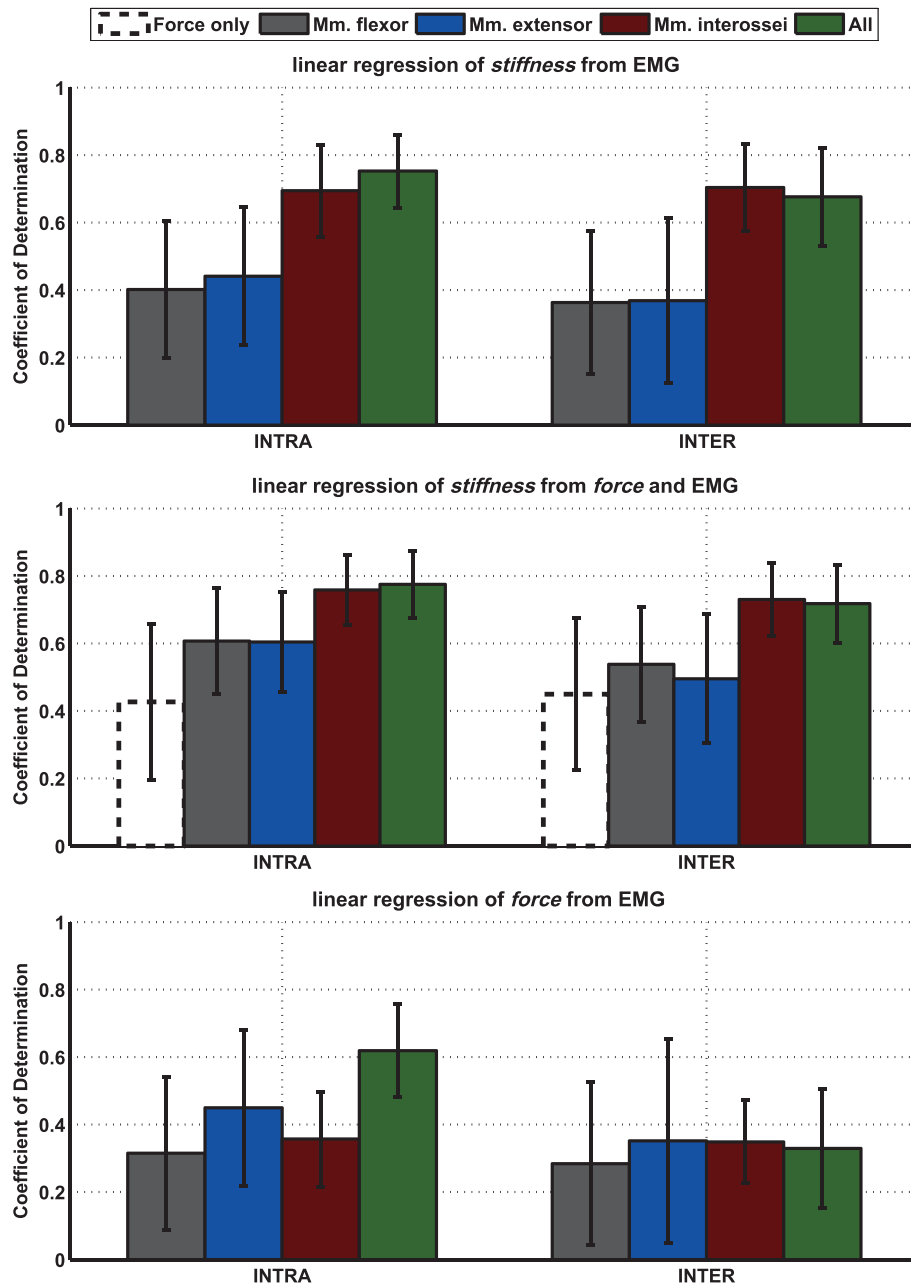 Force only Mm. flexor Mm. extensor Mm. interossei All
linear regression of stiffness from EMG
Coefficient of Determination
1
0.8
0.6
0.4
0.2
0
INTRA INTER
linear regression of stiffness from force and EMG
Coefficient of Determination
1
0.8
0.6
0.4
0.2
0
INTRA INTER
linear regression of force from EMG
Coefficient of Determination
1
0.8
0.6
0.4
0.2
0
INTRA INTER